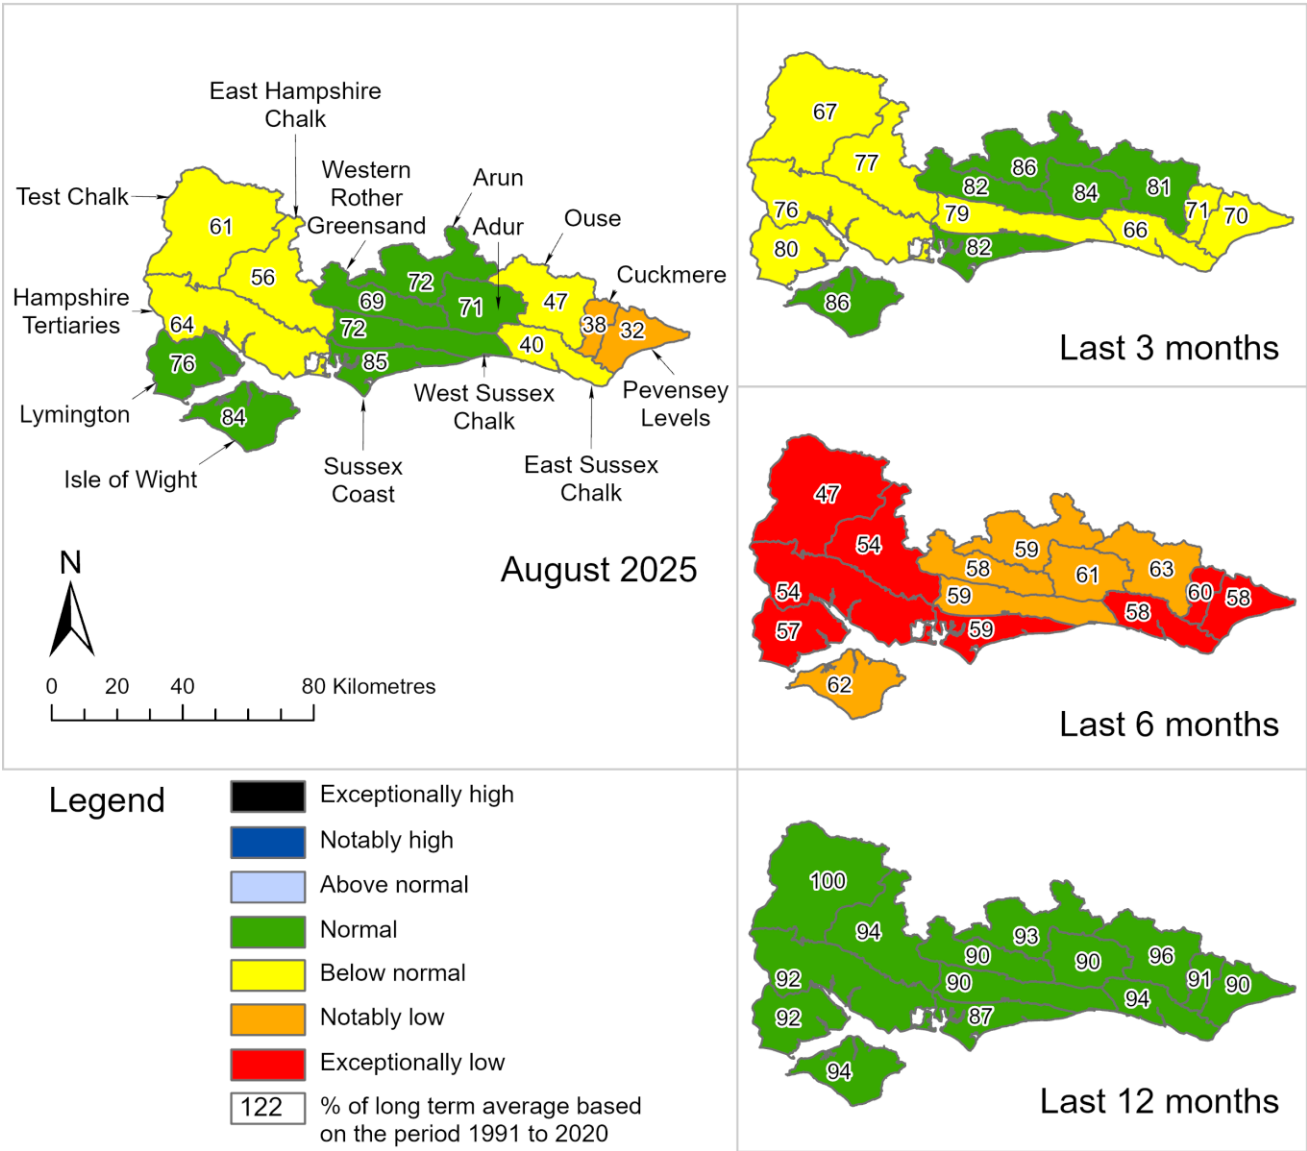 East Hampshire
Chalk
Test Chalk
Western
Rother
Greensand
Arun
Adur
Ouse
Cuckmere
Hampshire
Tertiaries
61
56
72
69
71
47
72
64
38
32
40
76
85
84
Lymington
Isle of Wight
Sussex
Coast
West Sussex
Chalk
East Sussex
Chalk
Pevensey
Levels
N
August 2025
0 20 40 80 Kilometres
67
77
86
82
84
81
76
79
71
70
66
80
82
86
Last 3 months
47
54
59
58
61
63
54
59
60
58
58
57
59
62
Last 6 months
Legend
Exceptionally high
Notably high
Above normal
Normal
Below normal
Notably low
Exceptionally low
122 % of long term average based
on the period 1991 to 2020
100
94
93
90
90
96
92
90
91
90
94
92
87
94
Last 12 months